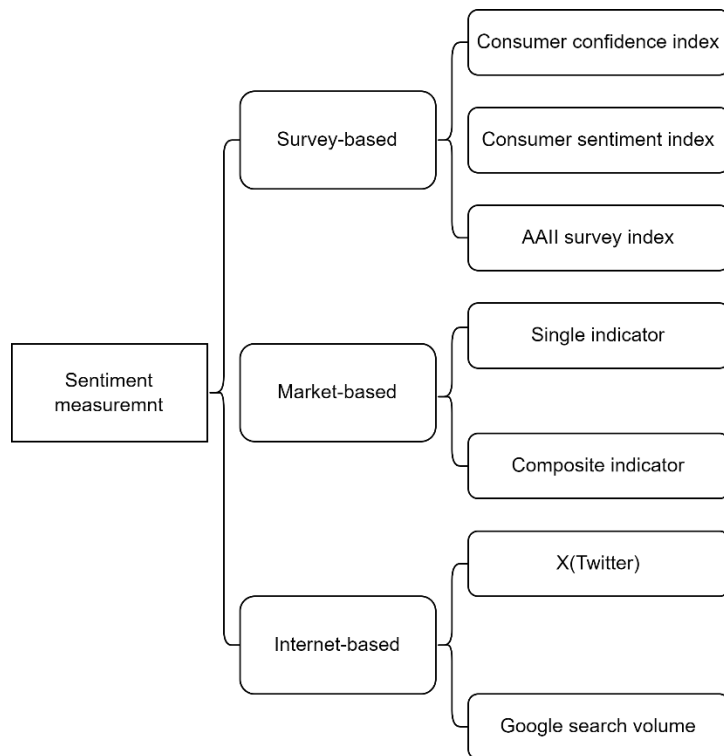 Sentiment
measuremnt
Survey-based
Consumer confidence index
Consumer sentiment index
AAII survey index
Market-based
Single indicator
Composite indicator
Internet-based
X(Twitter)
Google search volume